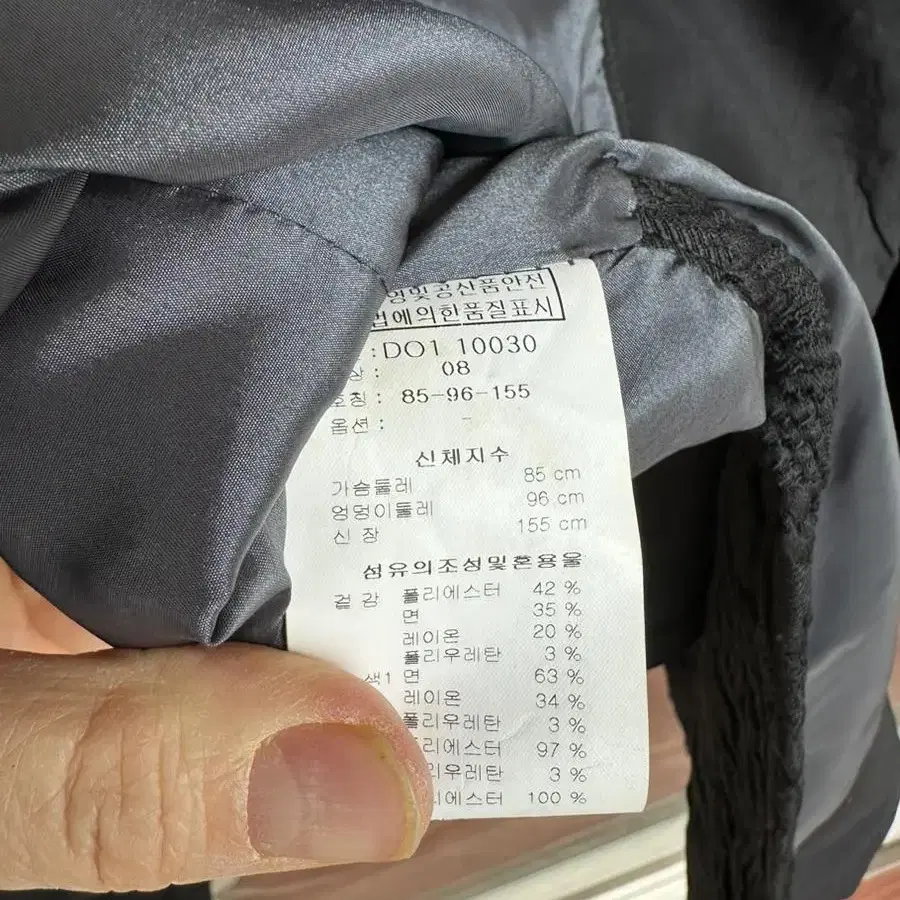 공산품안전
법에의한품질표시
: DO1 10030
: 08
호칭 : 85-96-155
옵션 : -
신체지수
가슴둘레 85 cm
엉덩이둘레 96 cm
신 장 155 cm
섬유의조성및혼용율
겉 감 폴리에스터 42 %
면 35 %
레이온 20 %
폴리우레탄 3 %
색1 면 63 %
레이온 34 %
폴리우레탄 3 %
리에스터 97 %
리우레탄 3 %
에스터 100 %